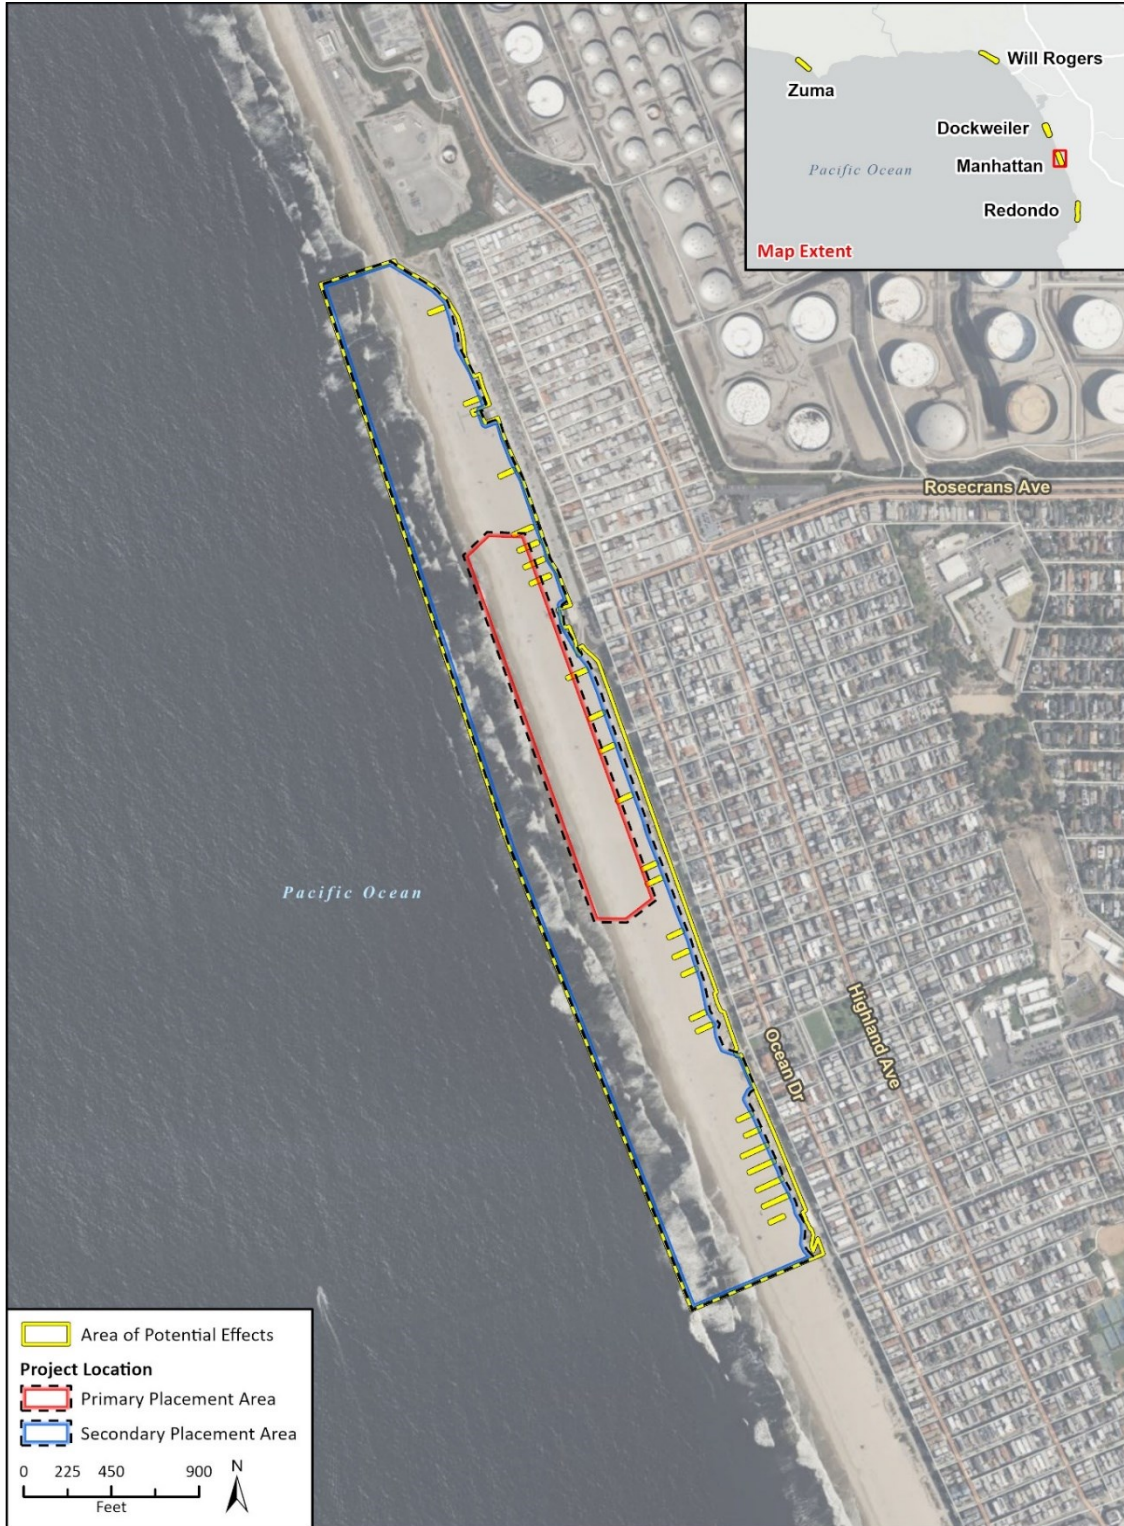 Will Rogers
Zuma
Dockweiler
Manhattan
Pacific Ocean
Redondo
Map Extent
Rosecrans Ave
Pacific Ocean
Highland Ave
Ocean Dr
Area of Potential Effects
Project Location
Primary Placement Area
Secondary Placement Area
0 225 450 900
Feet
N